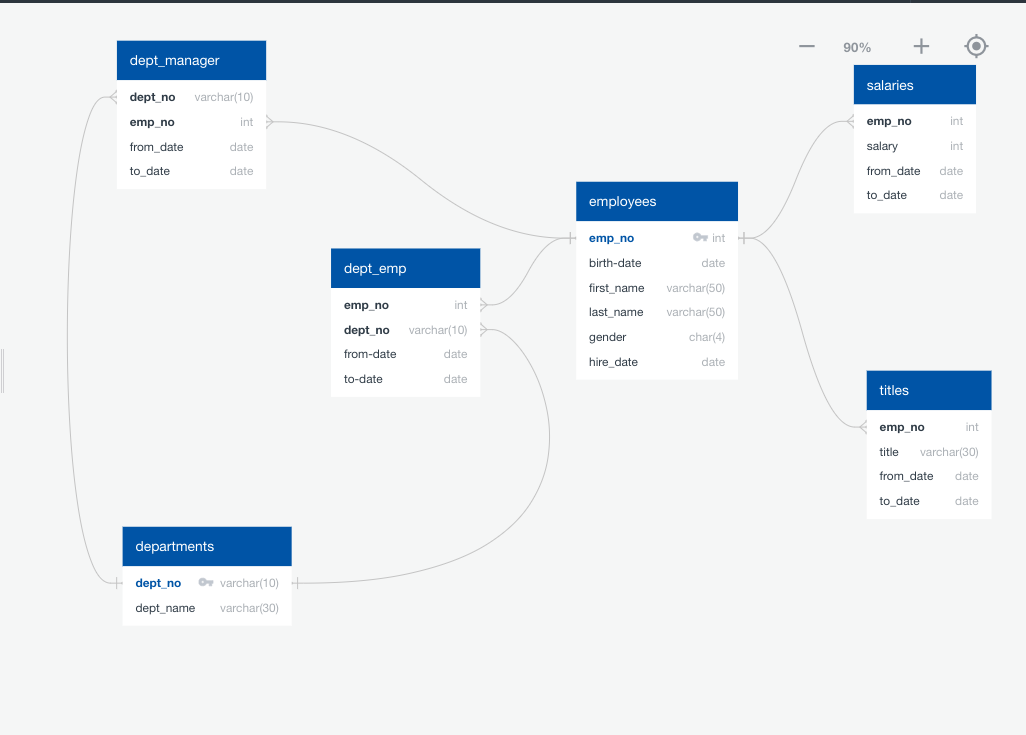 90%
dept_manager
dept_no varchar(10)
emp_no int
from_date date
to_date date
salaries
emp_no int
salary int
from_date date
to_date date
employees
emp_no int
birth-date date
first_name varchar(50)
last_name varchar(50)
gender char(4)
hire_date date
dept_emp
emp_no int
dept_no varchar(10)
from-date date
to-date date
titles
emp_no int
title varchar(30)
from_date date
to_date date
departments
dept_no varchar(10)
dept_name varchar(30)